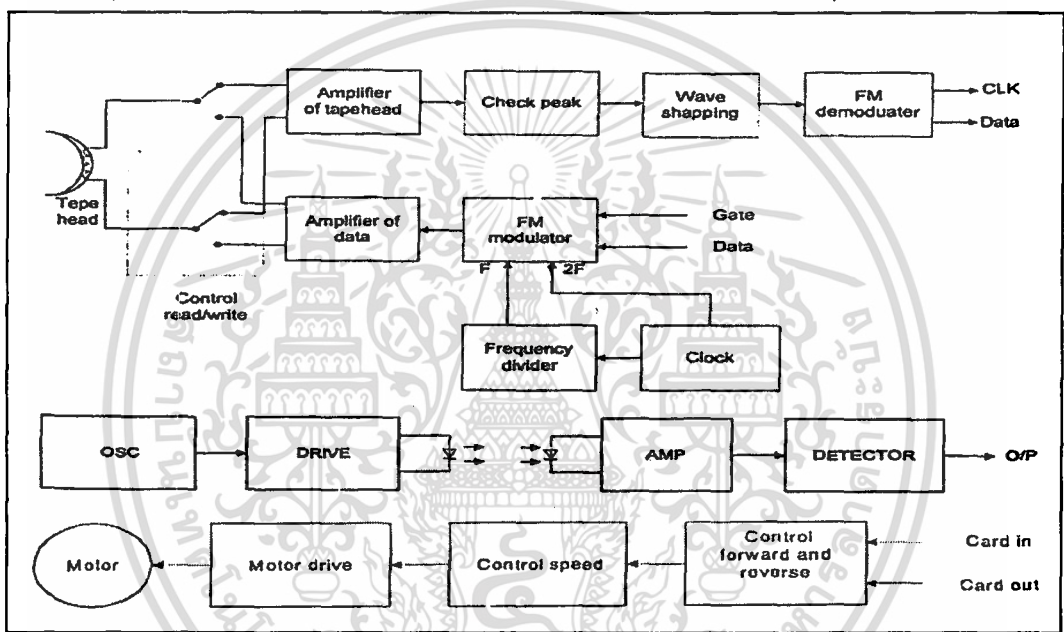 Amplifier
of tapehead
Check peak
Wave
shapping
FM
demoduater
CLK
Data
Tepe
head
Amplifier of
data
FM
modulator
Gate
Data
F
2F
Control
read/write
Frequency
divider
Clock
OSC
DRIVE
AMP
DETECTOR
O/P
Motor
Motor drive
Control speed
Control
forward and
reverse
Card in
Card out